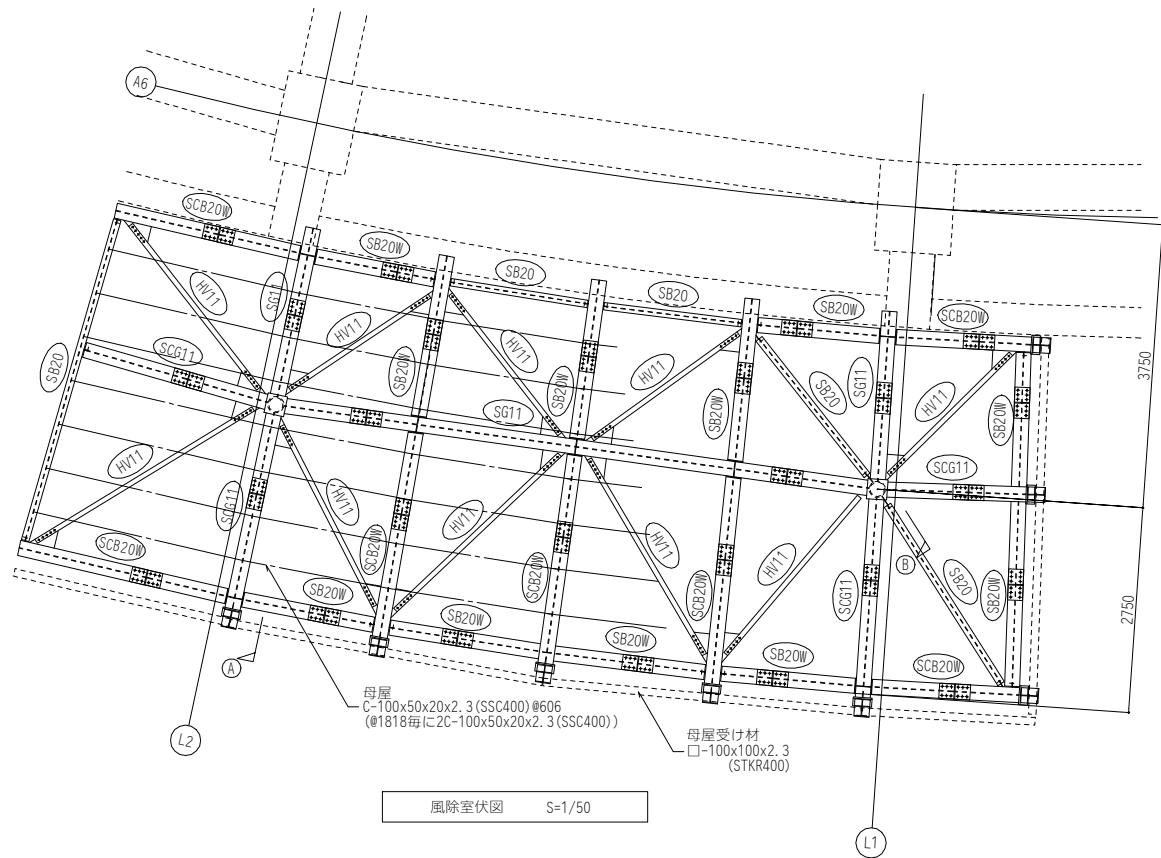 A6
SCB20W
SB20W
SB20
SB20
SB20W
SCB20W
HV11
SG11
HV11
SB20W
HV11
SB20W
HV11
SB20W
SB20
SG11
HV11
SB20W
3750
SB20
SCG11
SG11
SCG11
HV11
SCG11
HV11
SCB20W
HV11
SCB20W
HV11
SCB20W
HV11
SCG11
B
SB20
SB20W
2750
SCB20W
SB20W
SB20W
SB20W
SB20W
SCB20W
A
母屋
C-100x50x20x2.3(SSC400)@606
(@1818毎に2C-100x50x20x2.3(SSC400))
母屋受け材
□-100x100x2.3
(STKR400)
L2
L1
風除室伏図 S=1/50